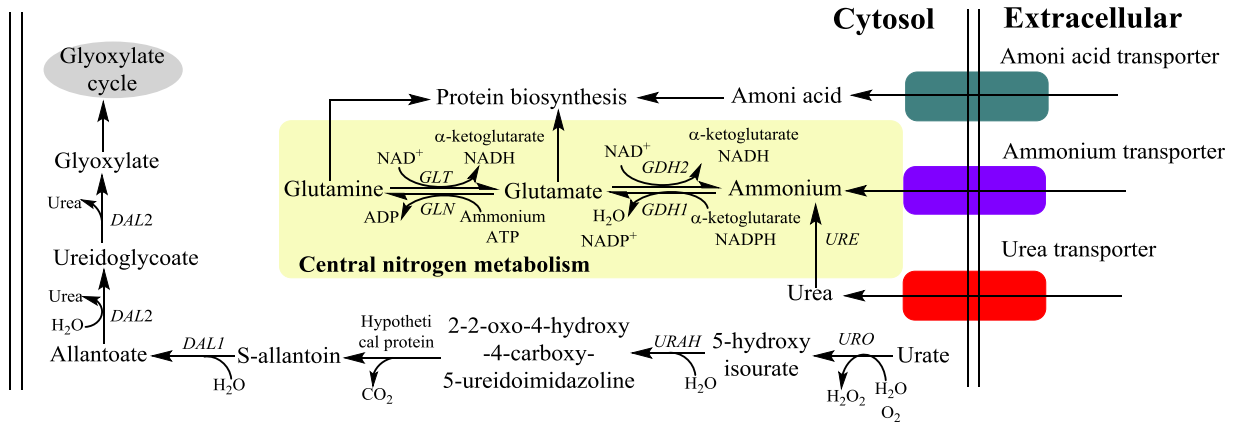 Cytosol
Extracellular
Glyoxylate
cycle
Amoni acid transporter
Protein biosynthesis
Amoni acid
α-ketoglutarate
NADH
NAD+
GLT
α-ketoglutarate
NADH
NAD+
GDH2
Ammonium transporter
Glyoxylate
Glutamine
Glutamate
Ammonium
Urea
DAL2
ADP
GLN
Ammonium
ATP
H2O
NADP+
GDH1
α-ketoglutarate
NADPH
URE
Urea transporter
Ureidoglycoate
Central nitrogen metabolism
Urea
Urea
H2O
DAL2
Allantoate
DAL1
H2O
S-allantoin
Hypotheti
cal protein
CO2
2-2-oxo-4-hydroxy
-4-carboxy-
5-ureidoimidazoline
URAH
H2O
5-hydroxy
isourate
URO
H2O2
H2O
O2
Urate